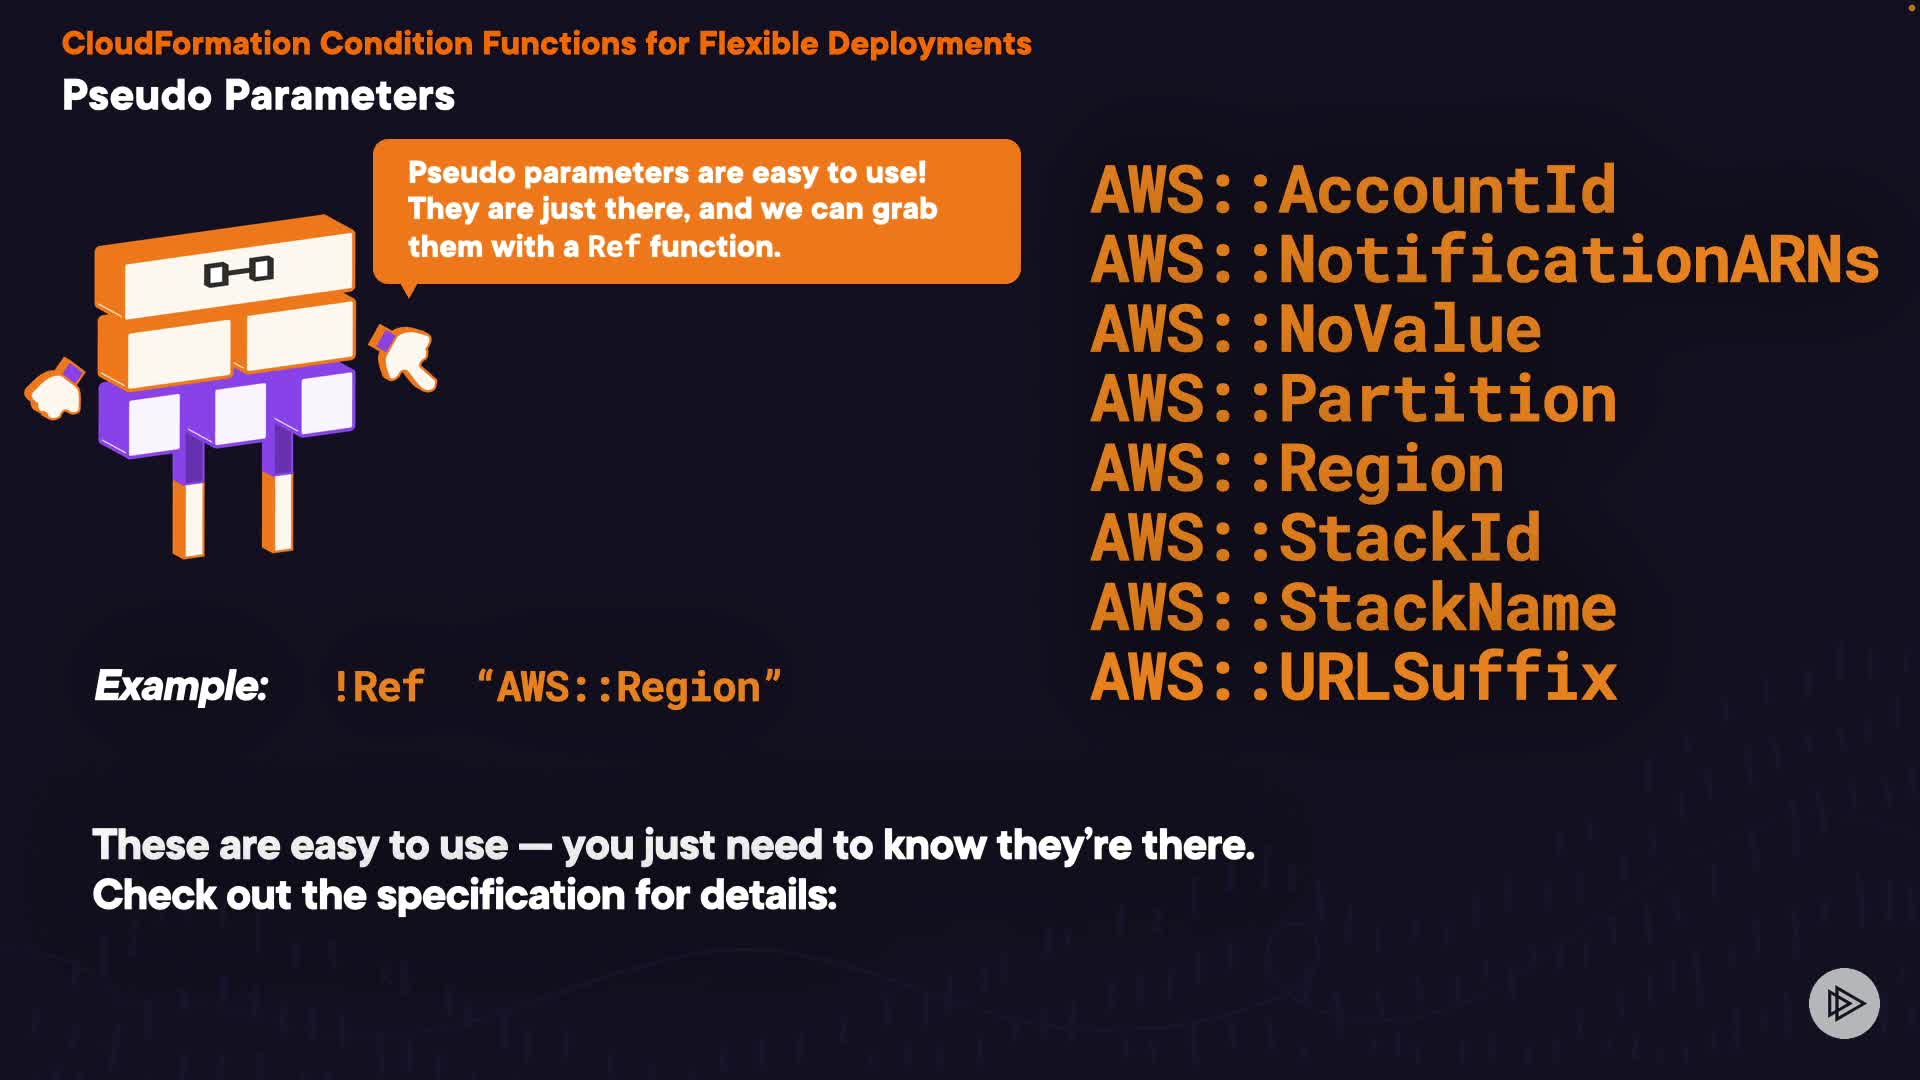 CloudFormation Condition Functions for Flexible Deployments
Pseudo Parameters
Pseudo parameters are easy to use!
They are just there, and we can grab
them with a Ref function.
AWS::AccountId
AWS::NotificationARNs
AWS::NoValue
AWS::Partition
AWS::Region
AWS::StackId
AWS::StackName
AWS::URLSuffix
Example: !Ref “AWS::Region”
These are easy to use — you just need to know they’re there.
Check out the specification for details: